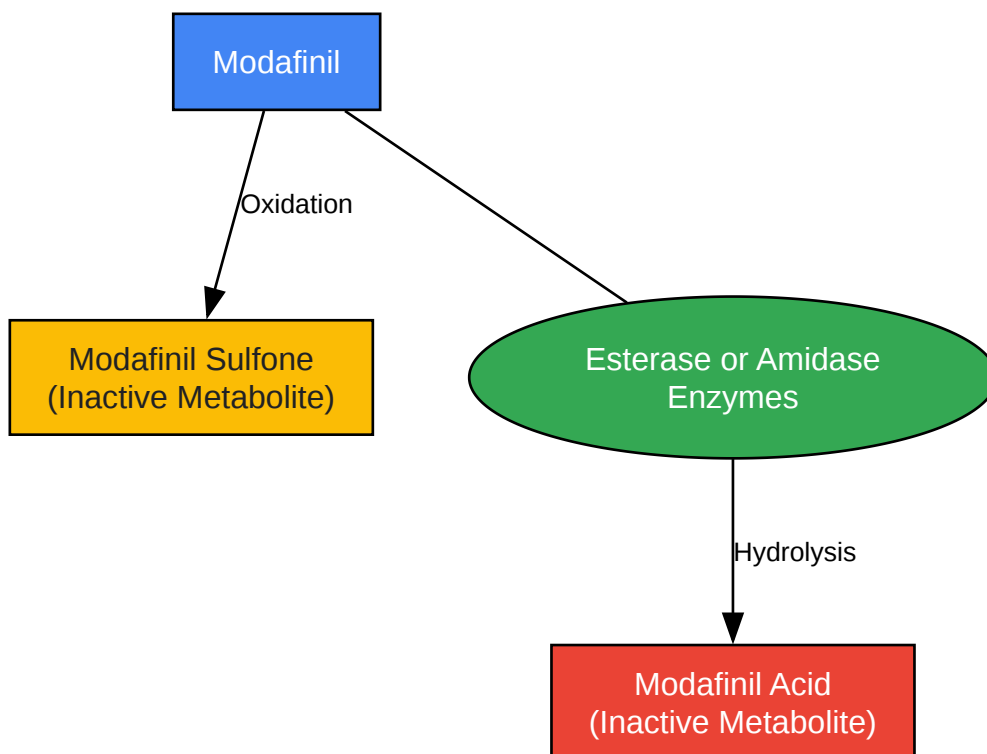 Modafinil
Oxidation
Modafinil Sulfone
(Inactive Metabolite)
Esterase or Amidase
Enzymes
Hydrolysis
Modafinil Acid
(Inactive Metabolite)